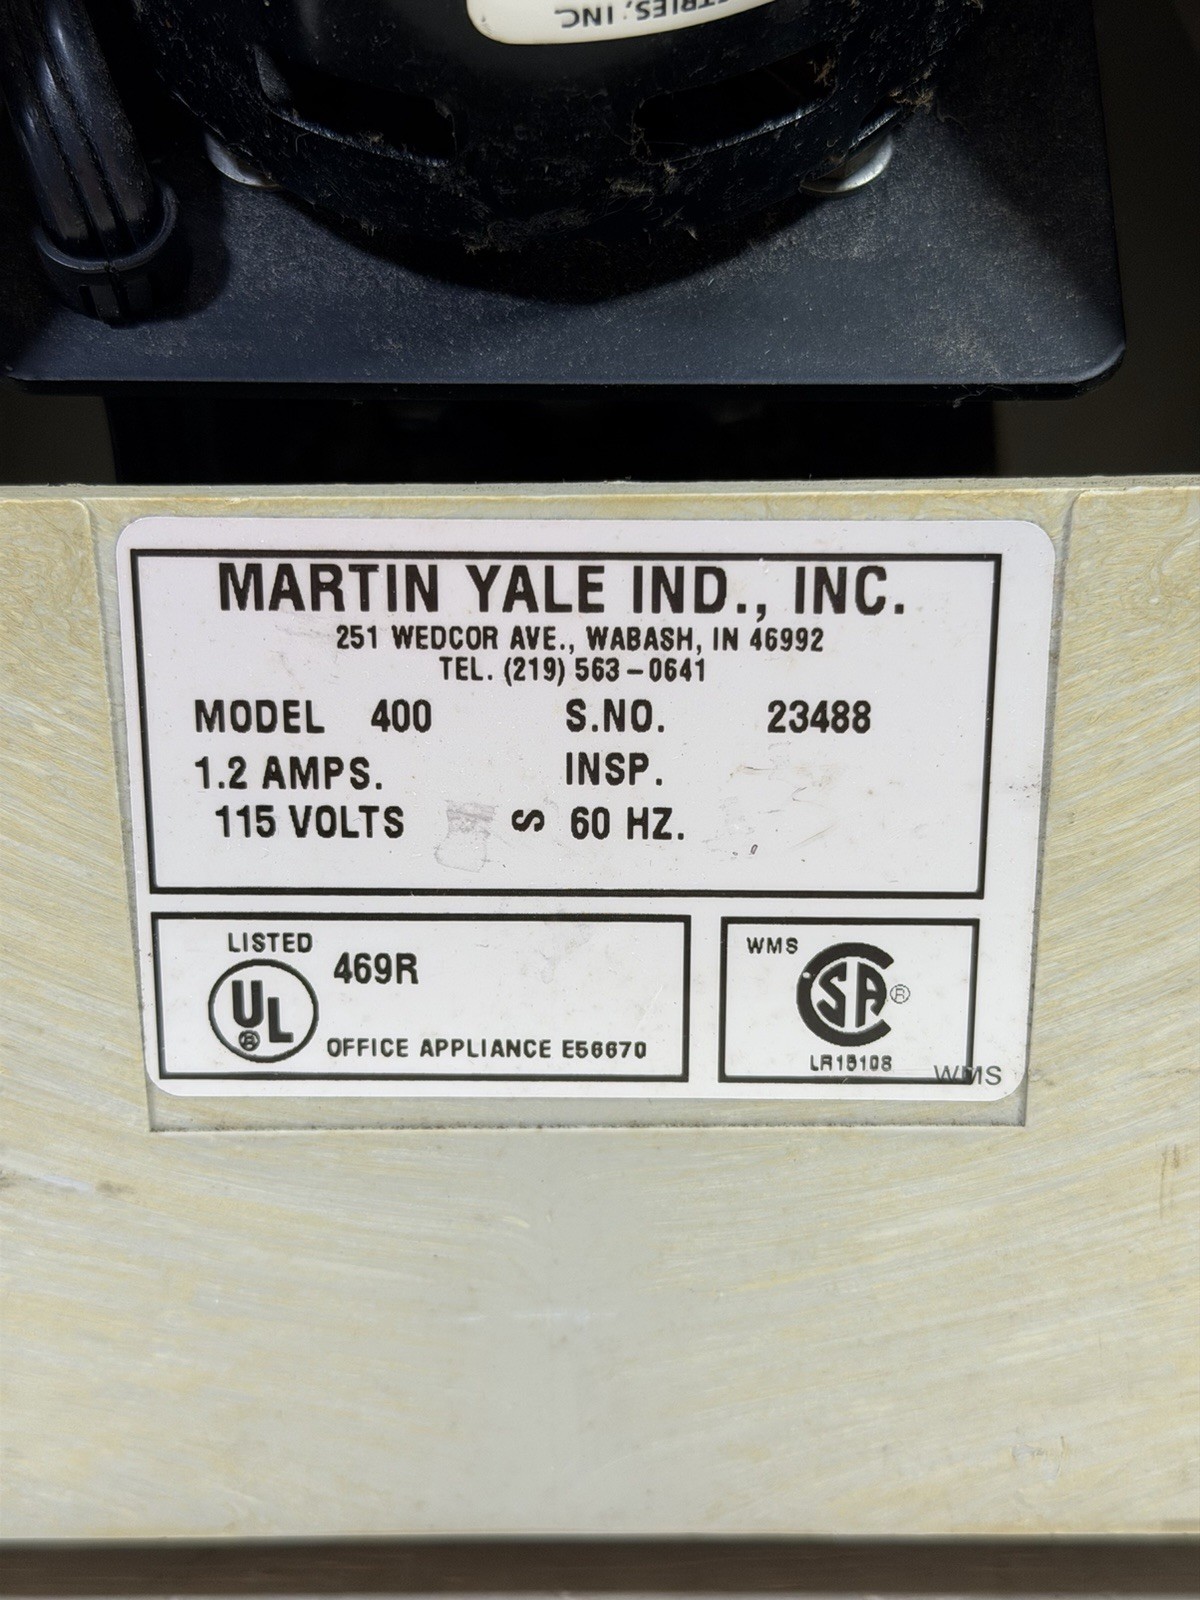 STRIES, INC.
MARTIN YALE IND., INC.
251 WEDCOR AVE., WABASH, IN 46992
TEL. (219) 563-0641
MODEL 400 S.NO. 23488
1.2 AMPS. INSP.
115 VOLTS S 60 HZ.
LISTED 469R
UL ®
OFFICE APPLIANCE E56670
WMS
SA ®
LR15108
WMS